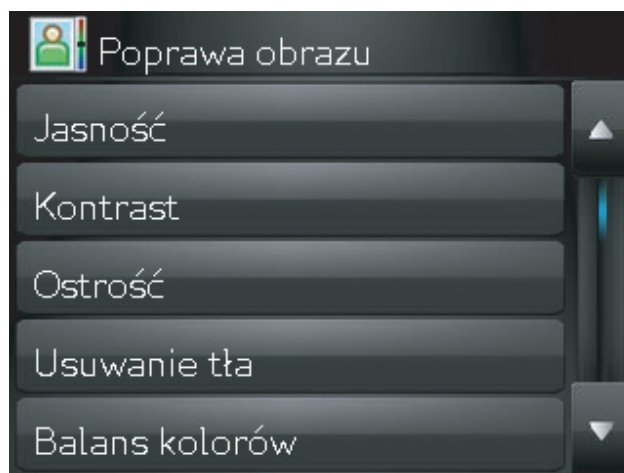 Poprawa obrazu
Jasność
Kontrast
Ostrość
Usuwanie tła
Balans kolorów